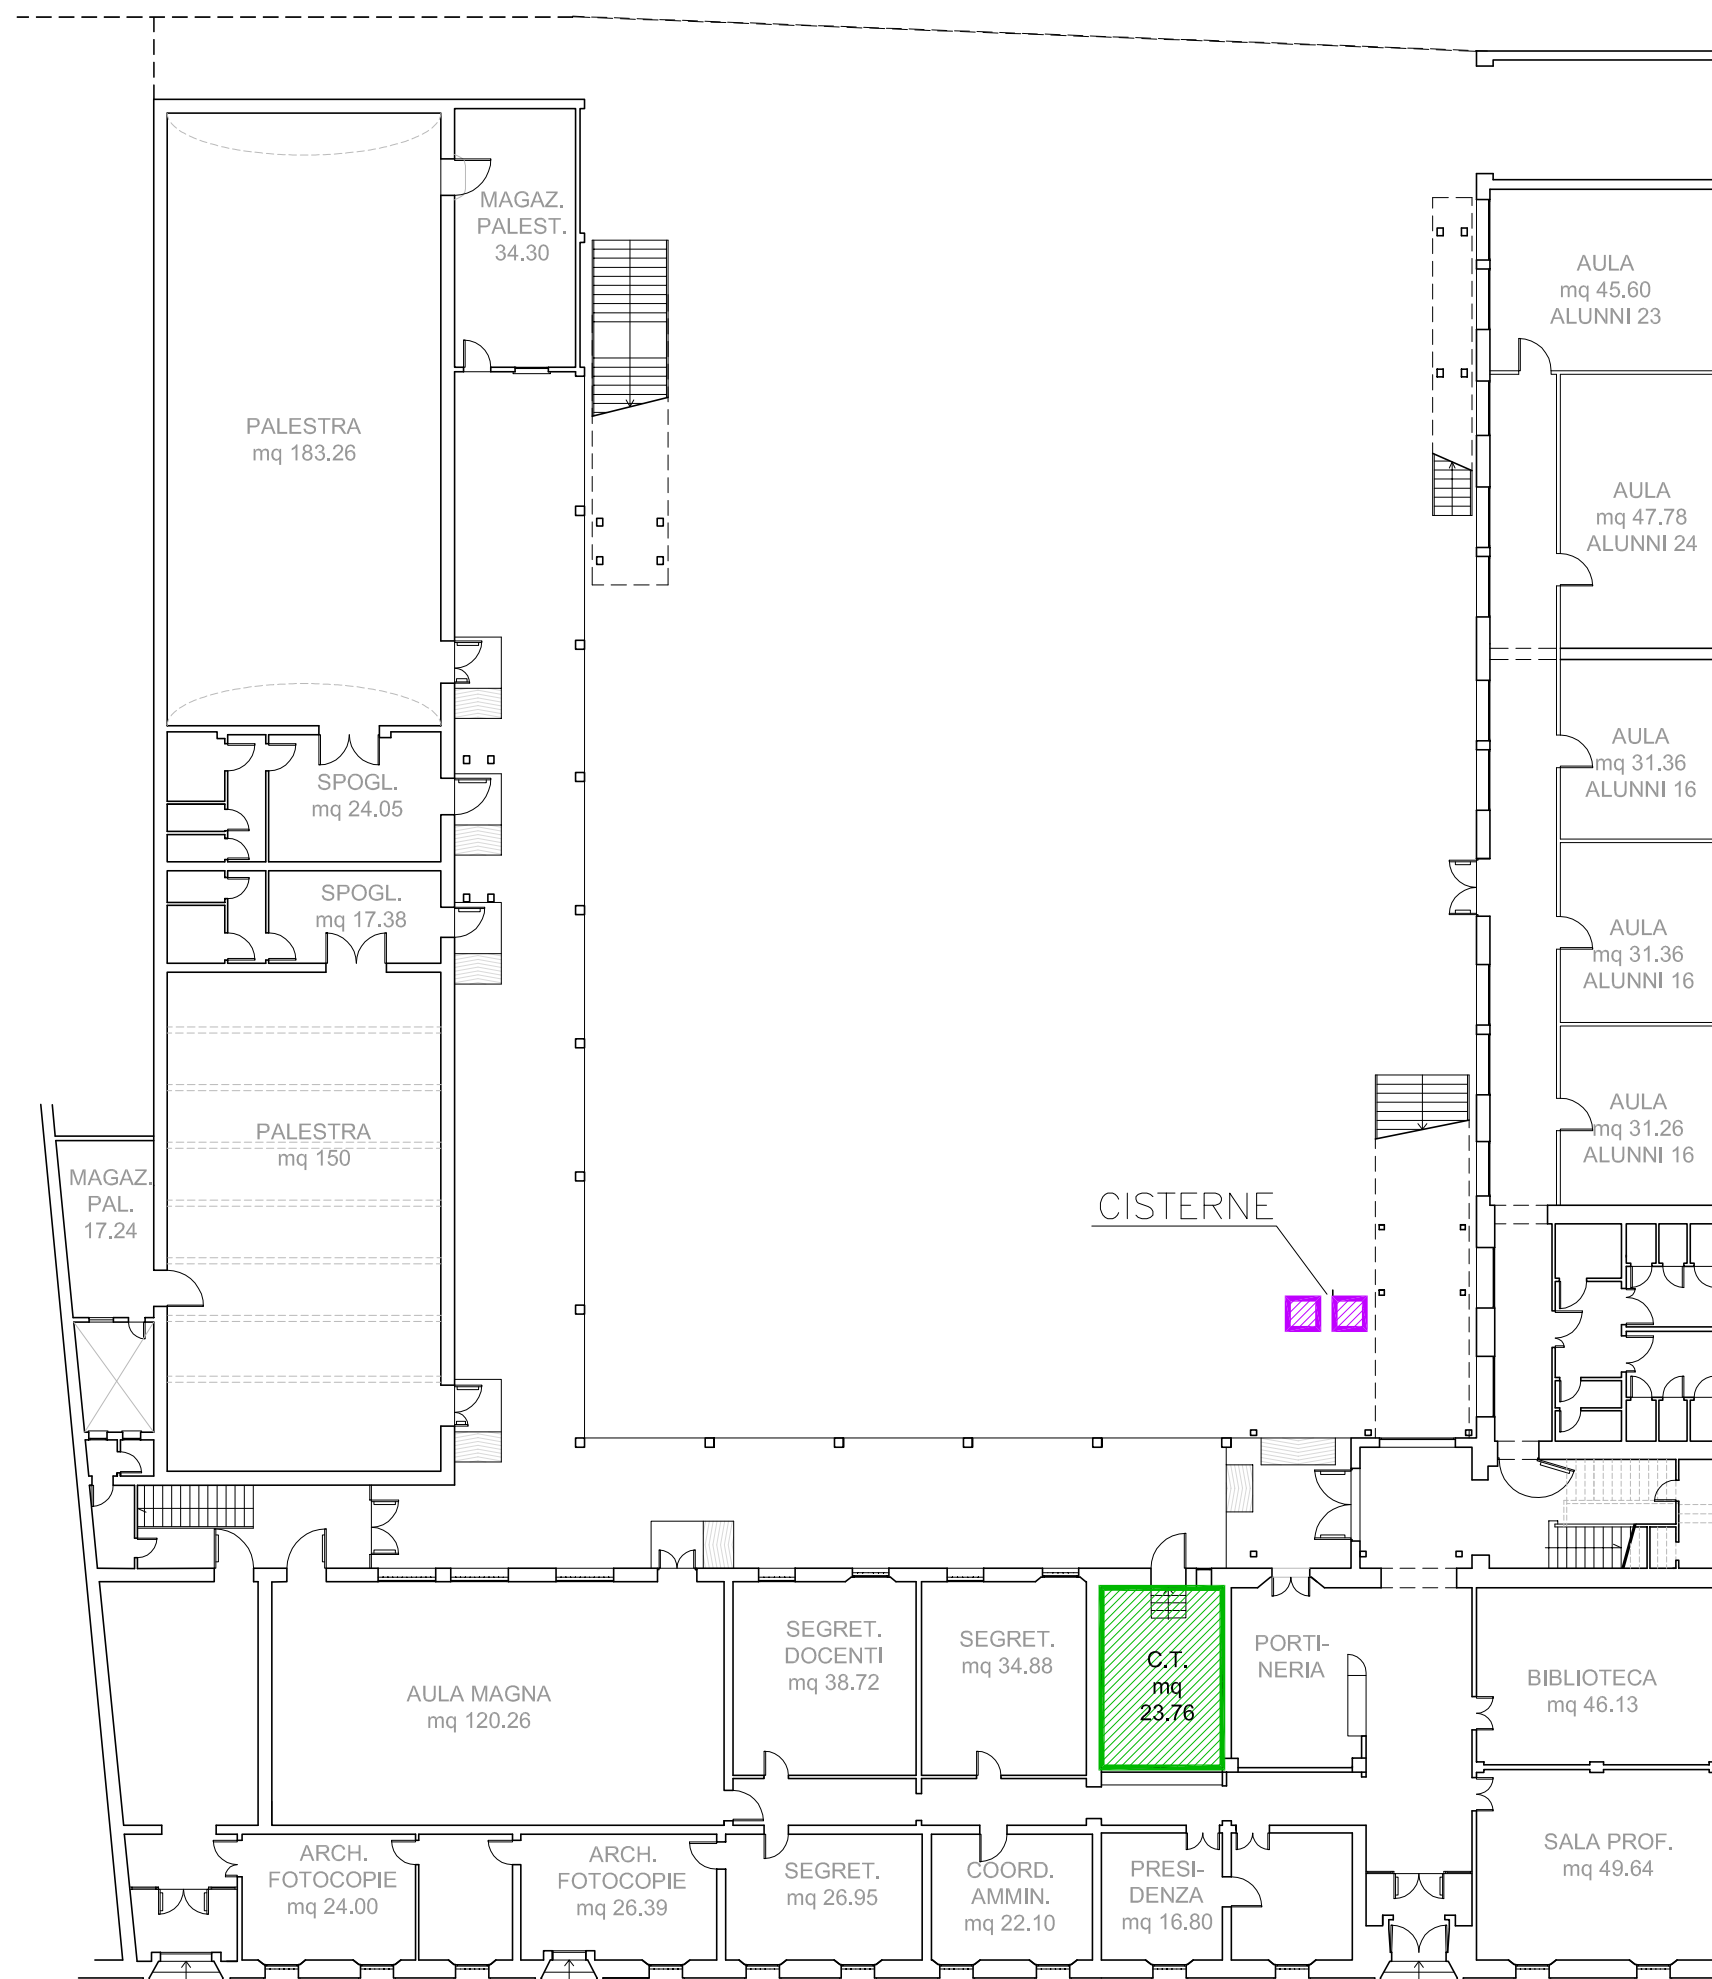 MAGAZ.
PALEST.
34.30
AULA
mq 45.60
ALUNNI 23
PALESTRA
mq 183.26
AULA
mq 47.78
ALUNNI 24
AULA
mq 31.36
ALUNNI 16
SPOGL.
mq 24.05
SPOGL.
mq 17.38
AULA
mq 31.36
ALUNNI 16
AULA
mq 31.26
ALUNNI 16
PALESTRA
mq 150
MAGAZ.
PAL.
17.24
CISTERNE
SEGRET.
DOCENTI
mq 38.72
SEGRET.
mq 34.88
C.T.
mq
23.76
PORTI-
NERIA
BIBLIOTECA
mq 46.13
AULA MAGNA
mq 120.26
ARCH.
FOTOCOPIE
mq 24.00
ARCH.
FOTOCOPIE
mq 26.39
SEGRET.
mq 26.95
COORD.
AMMIN.
mq 22.10
PRESI-
DENZA
mq 16.80
SALA PROF.
mq 49.64